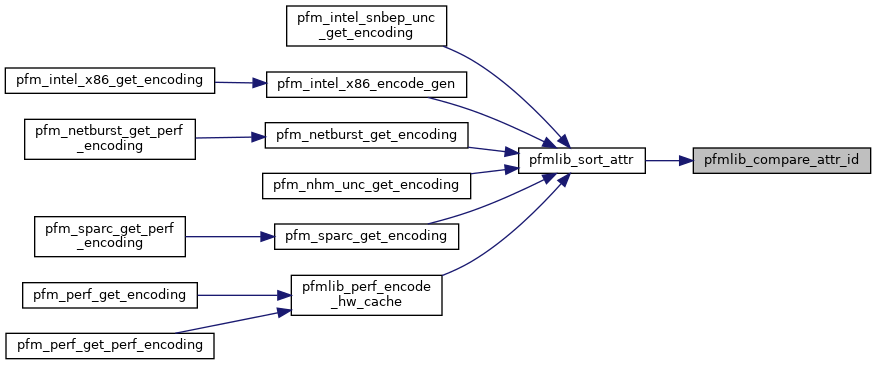 pfm_intel_snbep_unc
_get_encoding
pfm_intel_x86_get_encoding
pfm_intel_x86_encode_gen
pfm_netburst_get_perf
_encoding
pfm_netburst_get_encoding
pfmlib_sort_attr
pfmlib_compare_attr_id
pfm_nhm_unc_get_encoding
pfm_sparc_get_perf
_encoding
pfm_sparc_get_encoding
pfm_perf_get_encoding
pfmlib_perf_encode
_hw_cache
pfm_perf_get_perf_encoding